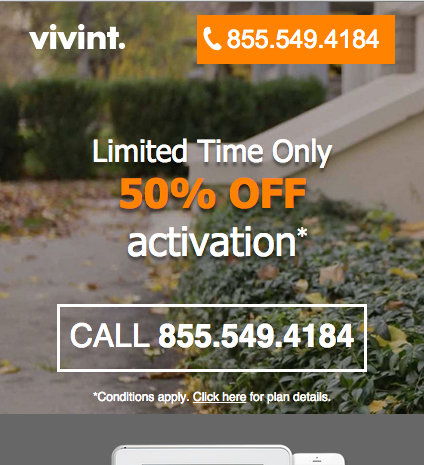 vivint.
855.549.4184
Limited Time Only
50% OFF
activation*
CALL 855.549.4184
*Conditions apply. Click here for plan details.